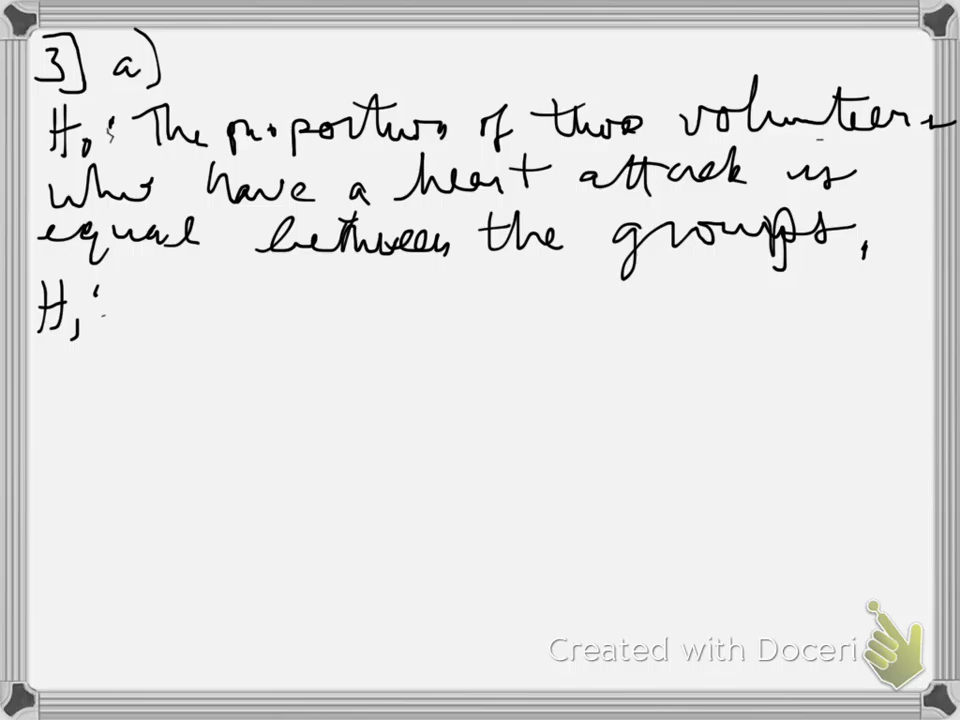 3] a)
H₀: The proportion of volunteers
who have a heart attack is
equal between the groups.
H₁:
Created with Doceri